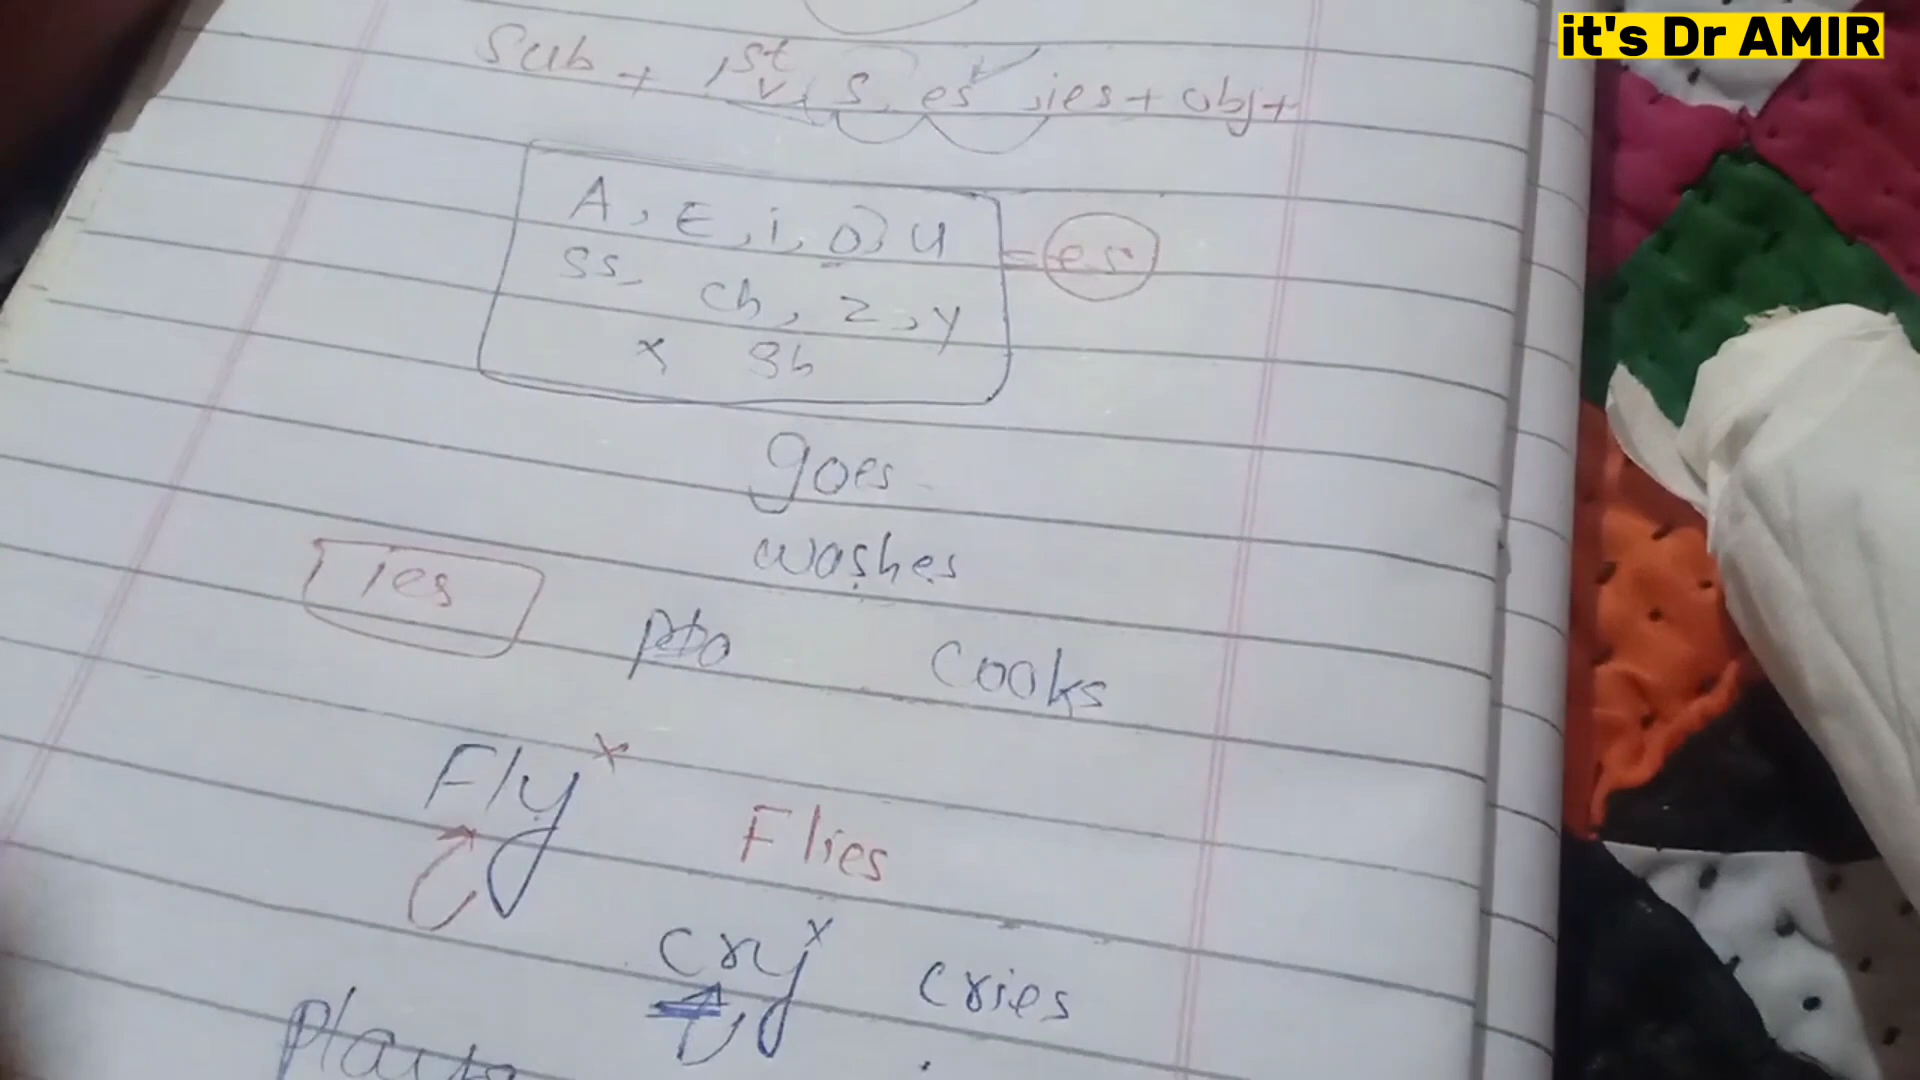 it's Dr AMIR
Sub + 1st v, s, es, ies + obj +
A, E, i, o, u
ss, ch, z, y
x sh
= es
goes
washes
ies
cooks
Fly x Flies
cry x cries